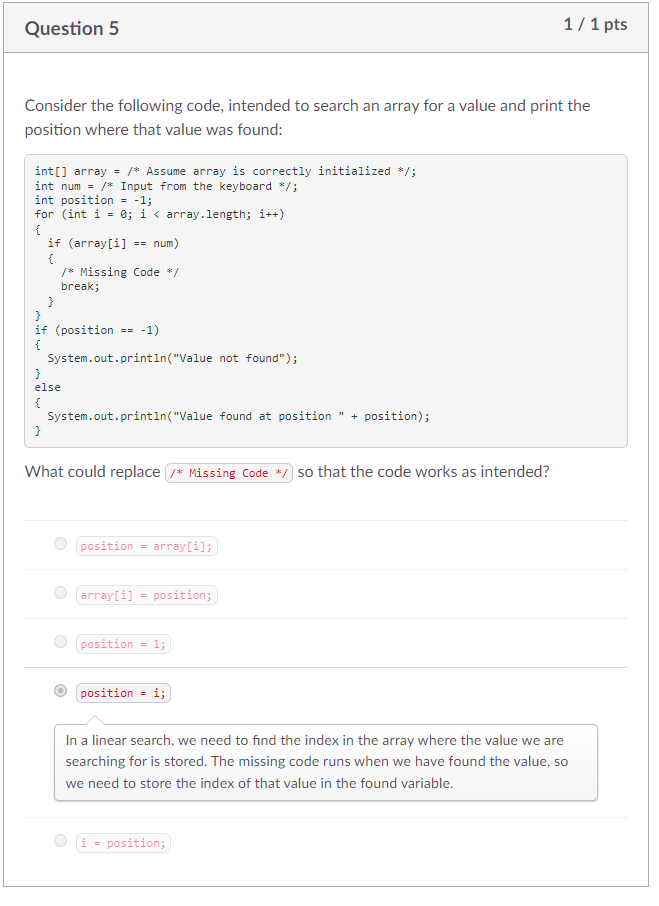 Question 5
1 / 1 pts
Consider the following code, intended to search an array for a value and print the
position where that value was found:
int[] array = /* Assume array is correctly initialized */;
int num = /* Input from the keyboard */;
int position = -1;
for (int i = 0; i < array.length; i++)
{
  if (array[i] == num)
  {
    /* Missing Code */
    break;
  }
}
if (position == -1)
{
  System.out.println("Value not found");
}
else
{
  System.out.println("Value found at position " + position);
}
What could replace /* Missing Code */ so that the code works as intended?
position = array[i];
array[i] = position;
position = 1;
position = i;
In a linear search, we need to find the index in the array where the value we are
searching for is stored. The missing code runs when we have found the value, so
we need to store the index of that value in the found variable.
i = position;